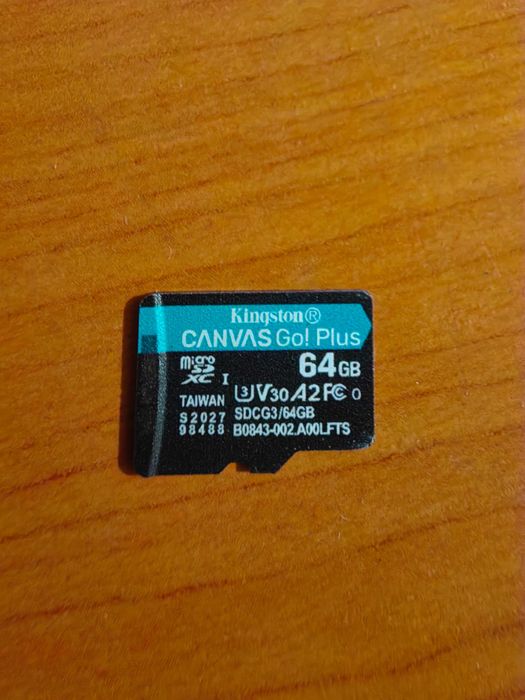 Kingston®
CANVAS Go! Plus
micro SD XC I
64GB
U3 V30 A2 FC
TAIWAN SDCG3/64GB
S2027
98488 B0843-002.A00LFTS